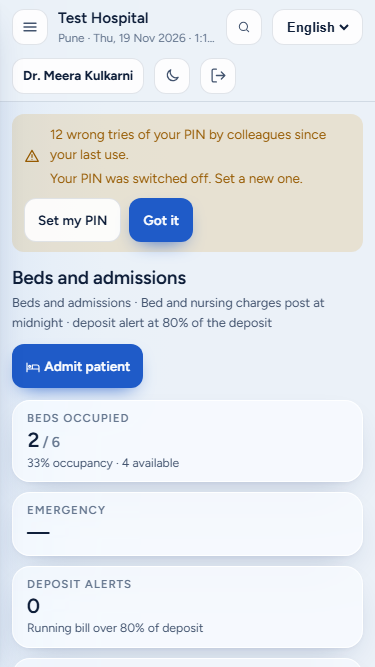 Test Hospital
Pune · Thu, 19 Nov 2026 · 1:1...
English
Dr. Meera Kulkarni
12 wrong tries of your PIN by colleagues since
your last use.
Your PIN was switched off. Set a new one.
Set my PIN
Got it
Beds and admissions
Beds and admissions · Bed and nursing charges post at
midnight · deposit alert at 80% of the deposit
Admit patient
BEDS OCCUPIED
2 / 6
33% occupancy · 4 available
EMERGENCY
—
DEPOSIT ALERTS
0
Running bill over 80% of deposit